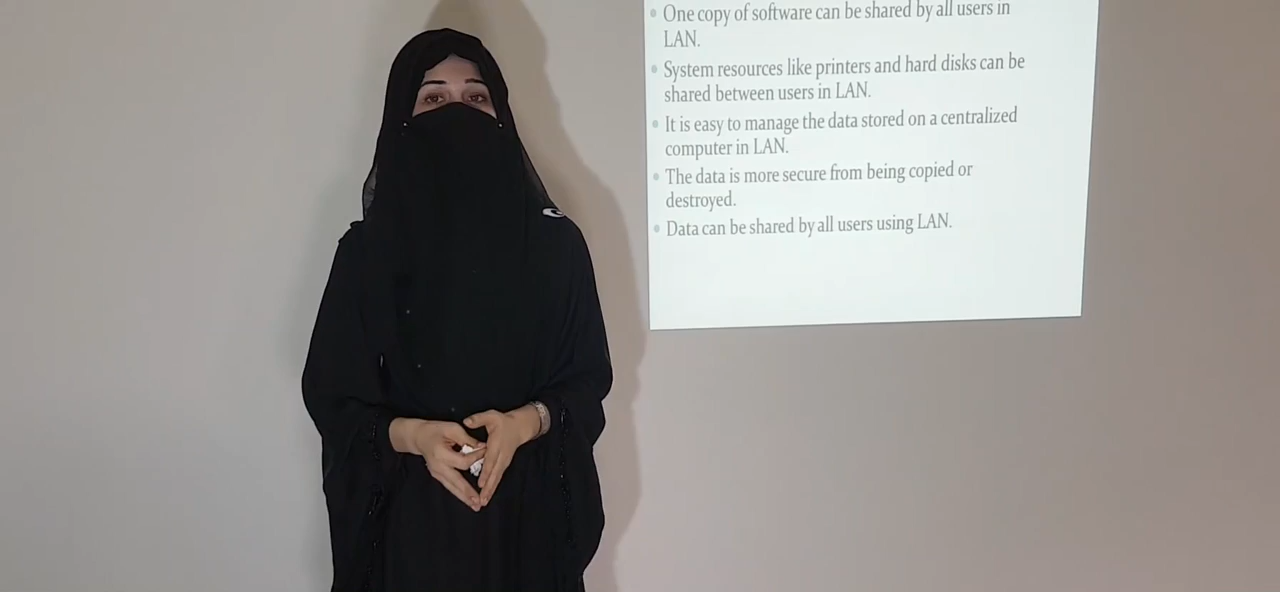 One copy of software can be shared by all users in
LAN.
System resources like printers and hard disks can be
shared between users in LAN.
It is easy to manage the data stored on a centralized
computer in LAN.
The data is more secure from being copied or
destroyed.
Data can be shared by all users using LAN.